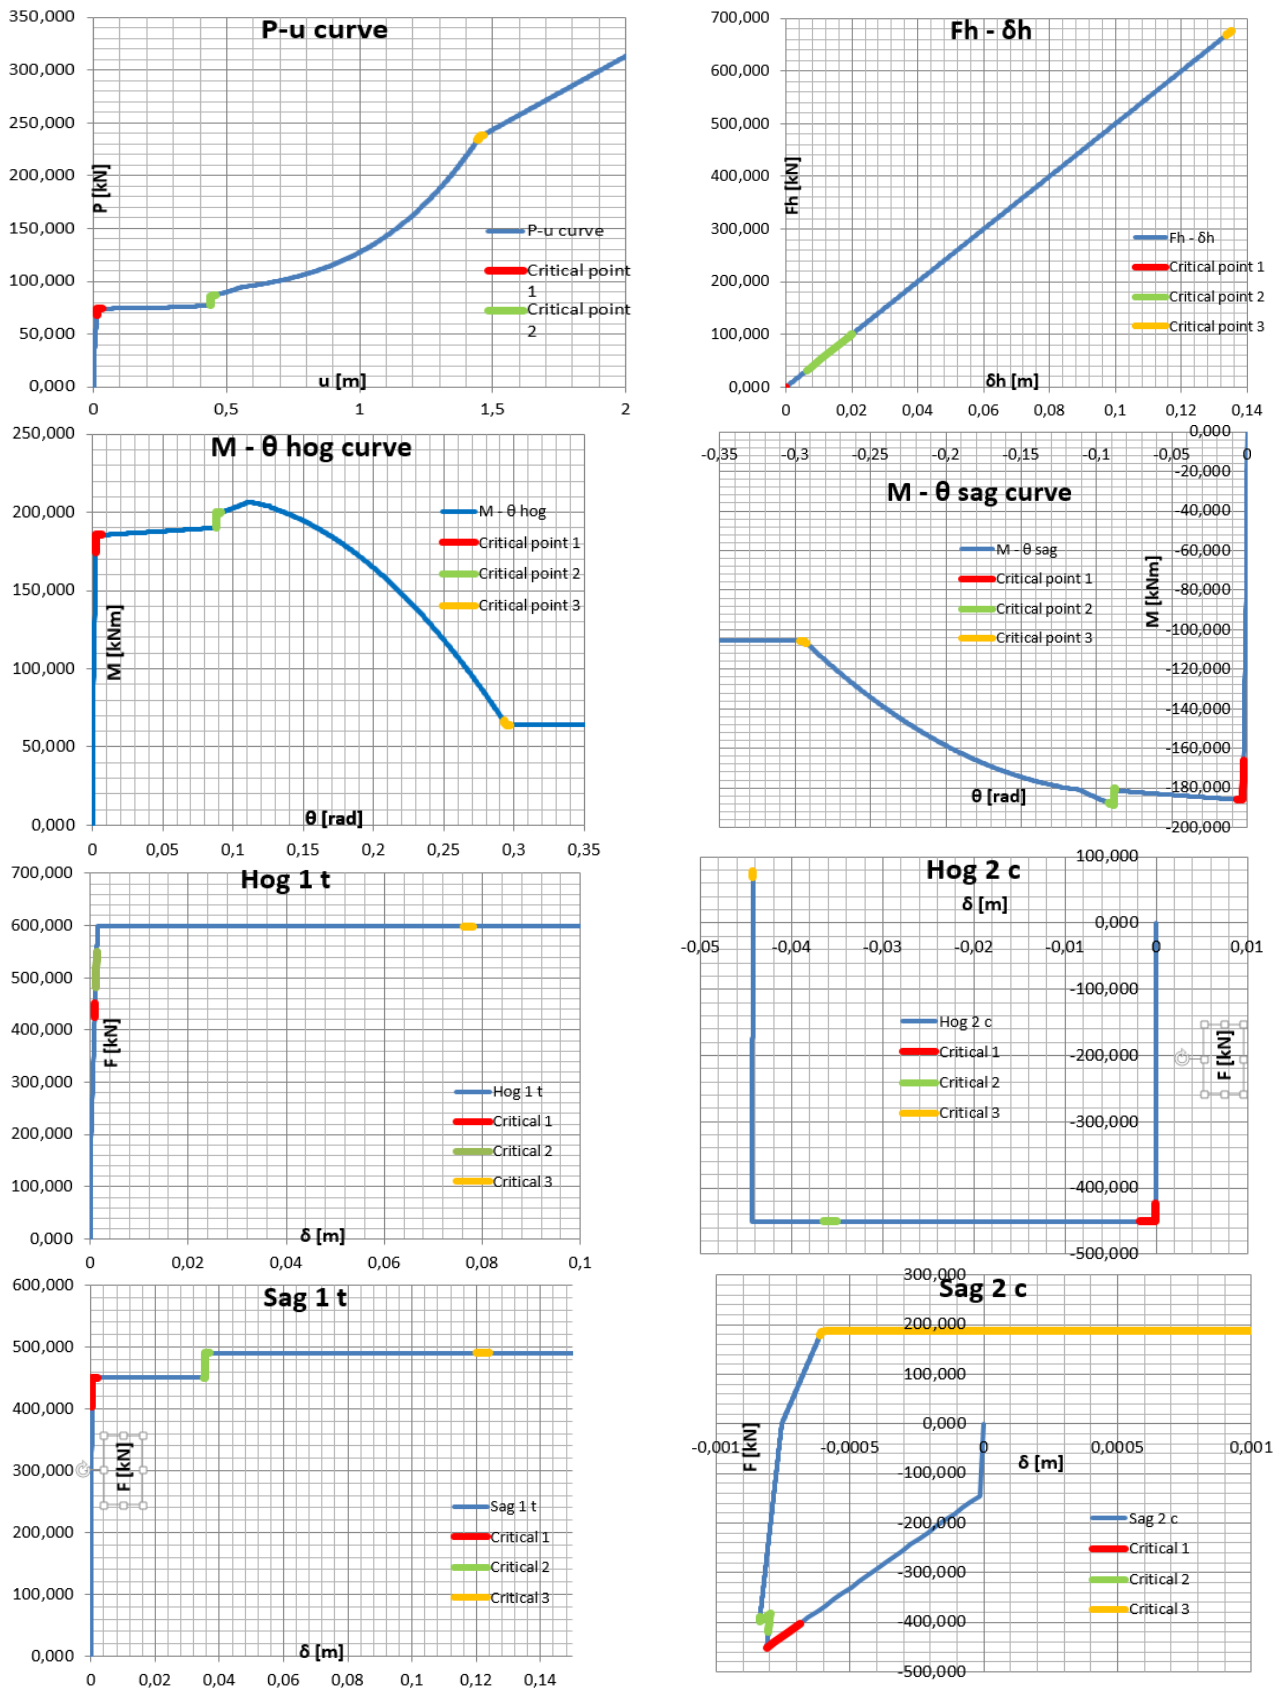 P-u curve
350,000
300,000
250,000
200,000
150,000
100,000
50,000
0,000
P [kN]
P-u curve
Critical point
1
Critical point
2
u [m]
0 0,5 1 1,5 2
Fh - δh
700,000
600,000
500,000
400,000
300,000
200,000
100,000
0,000
Fh [kN]
Fh - δh
Critical point 1
Critical point 2
Critical point 3
δh [m]
0 0,02 0,04 0,06 0,08 0,1 0,12 0,14
M - θ hog curve
250,000
200,000
150,000
100,000
50,000
0,000
M [kNm]
M - θ hog
Critical point 1
Critical point 2
Critical point 3
θ [rad]
0 0,05 0,1 0,15 0,2 0,25 0,3 0,35
0,000
-0,35 -0,3 -0,25 -0,2 -0,15 -0,1 -0,05 0
M - θ sag curve
-20,000
-40,000
-60,000
-80,000
-100,000
-120,000
-140,000
-160,000
-180,000
-200,000
M [kNm]
M - θ sag
Critical point 1
Critical point 2
Critical point 3
θ [rad]
Hog 1 t
700,000
600,000
500,000
400,000
300,000
200,000
100,000
0,000
F [kN]
Hog 1 t
Critical 1
Critical 2
Critical 3
δ [m]
0 0,02 0,04 0,06 0,08 0,1
Hog 2 c
δ [m]
100,000
0,000
-0,05 -0,04 -0,03 -0,02 -0,01 0 0,01
-100,000
-200,000
-300,000
-400,000
-500,000
F [kN]
Hog 2 c
Critical 1
Critical 2
Critical 3
Sag 1 t
600,000
500,000
400,000
300,000
200,000
100,000
0,000
F [kN]
Sag 1 t
Critical 1
Critical 2
Critical 3
δ [m]
0 0,02 0,04 0,06 0,08 0,1 0,12 0,14
Sag 2 c
300,000
200,000
100,000
0,000
-0,001 -0,0005 0 0,0005 0,001
-100,000
-200,000
-300,000
-400,000
-500,000
F [kN]
δ [m]
Sag 2 c
Critical 1
Critical 2
Critical 3